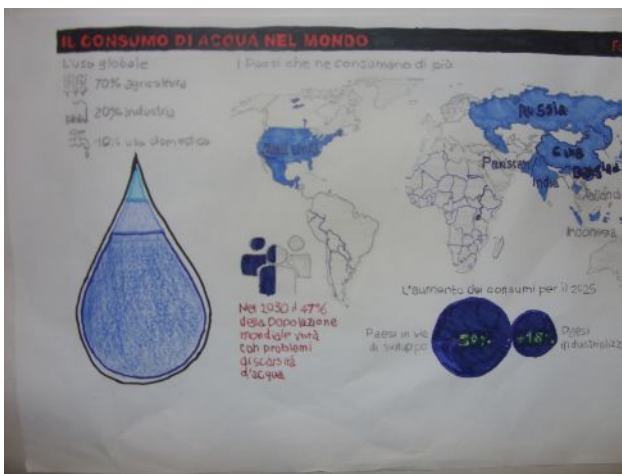 IL CONSUMO DI ACQUA NEL MONDO
L'uso globale
70% agricoltura
20% industria
10% uso domestico
I Paesi che ne consumano di più
Russia
Cina
Pakistan
India
Indonesia
Nel 2030 il 47%
della popolazione
mondiale vivrà
con problemi
di scarsità
d'acqua
L'aumento dei consumi per il 2025
Paesi in via
di sviluppo
50%
+18%
Paesi
industrializz